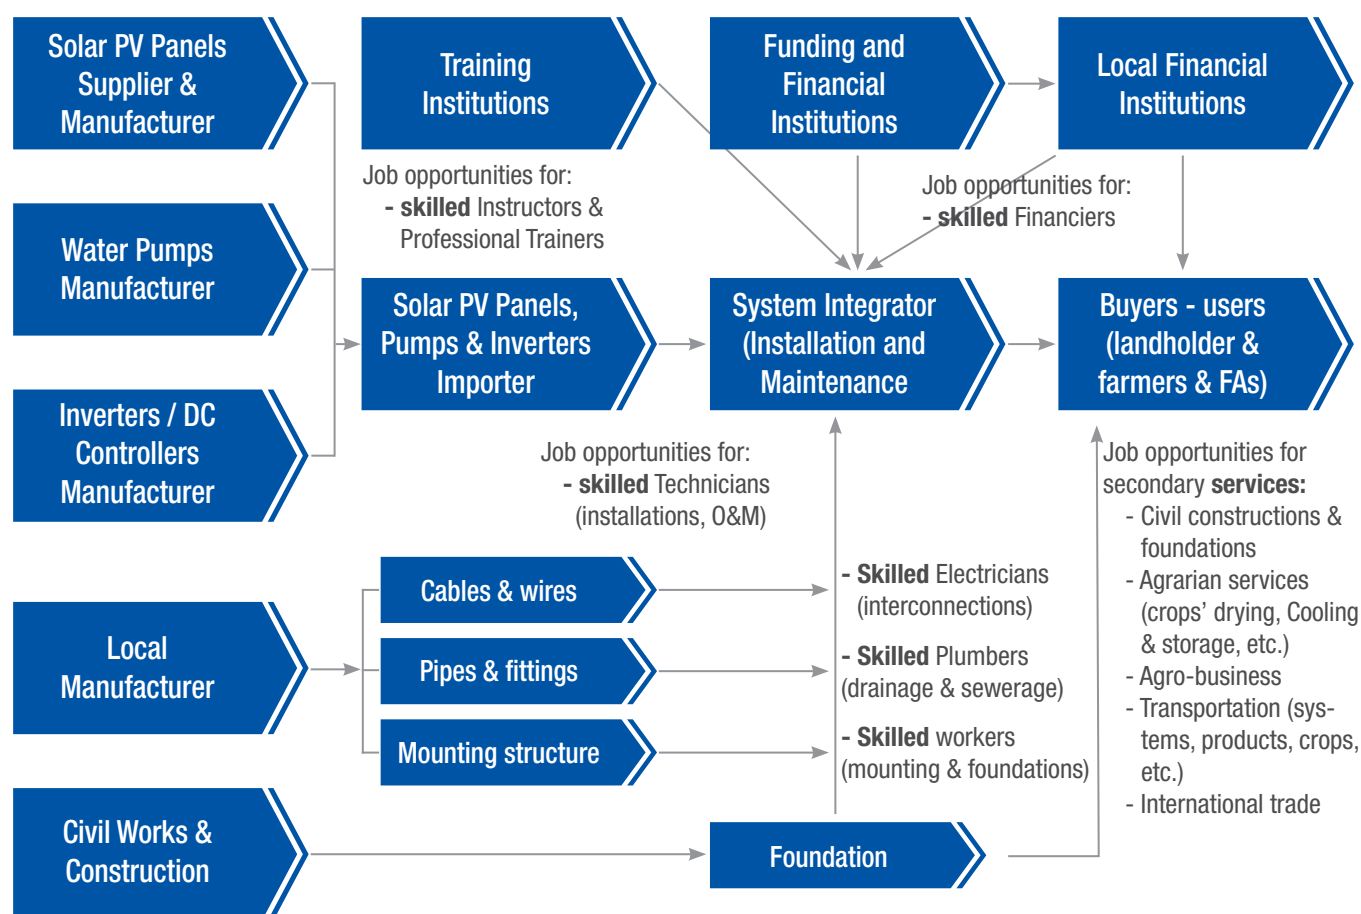 Solar PV Panels
Supplier &
Manufacturer
Training
Institutions
Funding and
Financial
Institutions
Local Financial
Institutions
Job opportunities for:
- skilled Instructors &
Professional Trainers
Job opportunities for:
- skilled Financiers
Water Pumps
Manufacturer
Solar PV Panels,
Pumps & Inverters
Importer
System Integrator
(Installation and
Maintenance
Buyers - users
(landholder &
farmers & FAs)
Inverters / DC
Controllers
Manufacturer
Job opportunities for:
- skilled Technicians
(installations, O&M)
Job opportunities for
secondary services:
- Civil constructions &
foundations
- Agrarian services
(crops’ drying, Cooling
& storage, etc.)
- Agro-business
- Transportation (sys-
tems, products, crops,
etc.)
- International trade
Local
Manufacturer
Cables & wires
- Skilled Electricians
(interconnections)
Pipes & fittings
- Skilled Plumbers
(drainage & sewerage)
Mounting structure
- Skilled workers
(mounting & foundations)
Civil Works &
Construction
Foundation